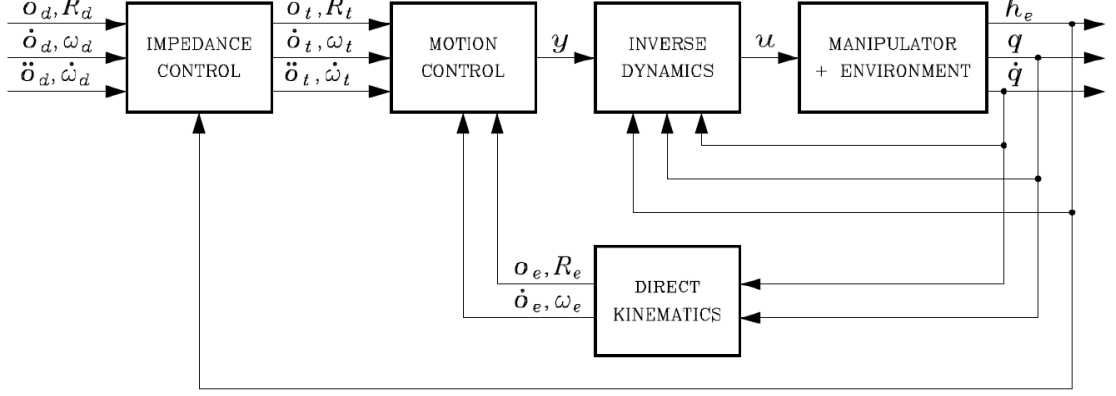 o_d, R_d
ȯ_d, ω_d
ö_d, ω̇_d
IMPEDANCE
CONTROL
o_t, R_t
ȯ_t, ω_t
ö_t, ω̇_t
MOTION
CONTROL
y
INVERSE
DYNAMICS
u
MANIPULATOR
+ ENVIRONMENT
h_e
q
q̇
o_e, R_e
ȯ_e, ω_e
DIRECT
KINEMATICS